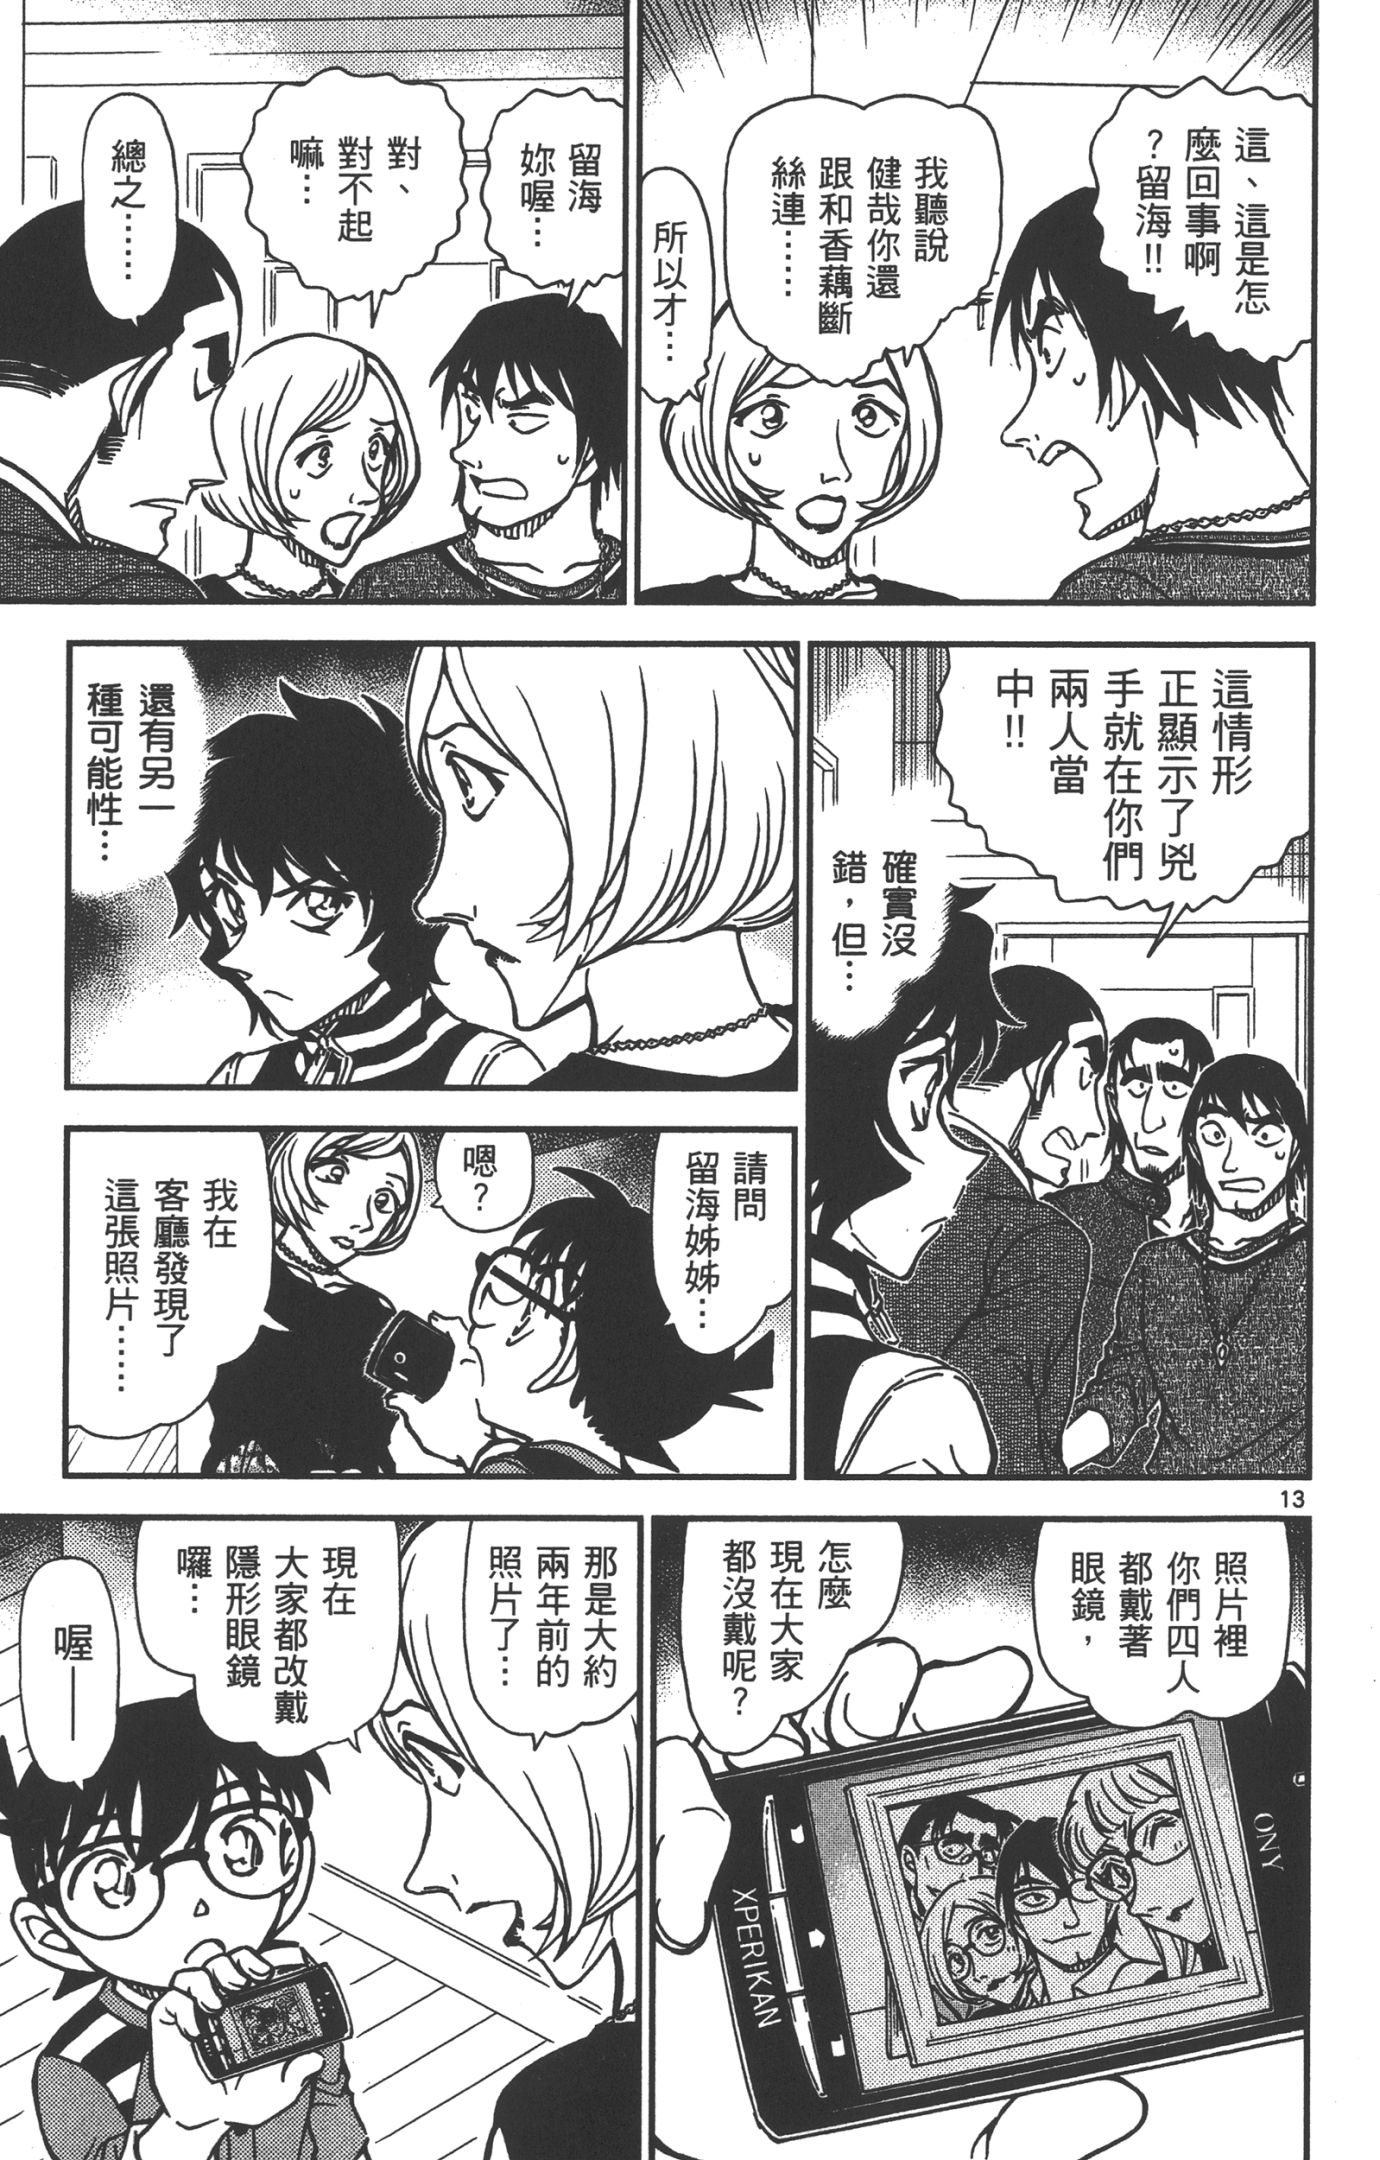 這、這是怎
麼回事啊
?留海!!
我聽說
健哉你還
跟和香藕斷
絲連……
所以才…
留海
妳喔…
對、
對不起
嘛…
總之……
這情形
正顯示了兇
手就在你們
兩人當
中!!
確實沒
錯,但…
還有另一
種可能性…
請問
留海姊姊…
嗯?
我在
客廳發現了
這張照片……
13
照片裡
你們四人
都戴著
眼鏡,
怎麼
現在大家
都沒戴呢?
ONY
XPERIKAN
那是大約
兩年前的
照片了…
現在
大家都改戴
隱形眼鏡
囉…
喔——